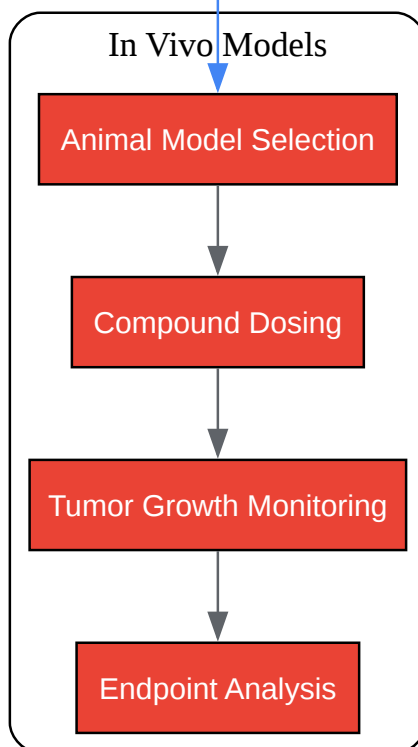 In Vivo Models
Animal Model Selection
Compound Dosing
Tumor Growth Monitoring
Endpoint Analysis